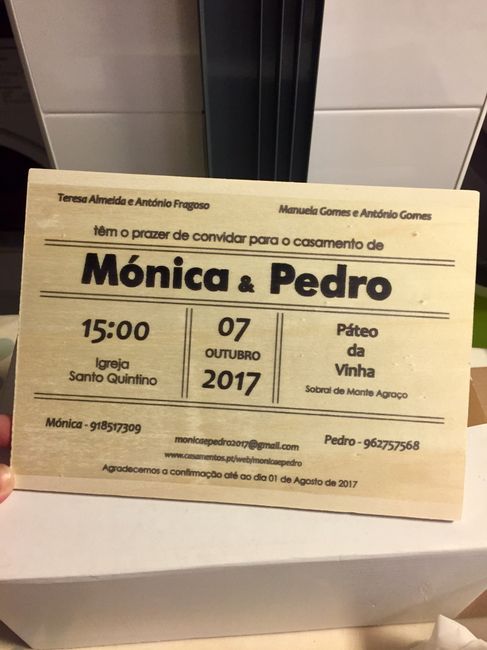 Teresa Almeida e António Fragoso
Manuela Gomes e António Gomes
têm o prazer de convidar para o casamento de
Mónica & Pedro
15:00
Igreja
Santo Quintino
07
OUTUBRO
2017
Páteo
da
Vinha
Sobral de Monte Agraço
Mónica - 918517309
Pedro - 962757568
monicaepedro2017@gmail.com
www.casamentos.pt/web/monicaepedro
Agradecemos a confirmação até ao dia 01 de Agosto de 2017